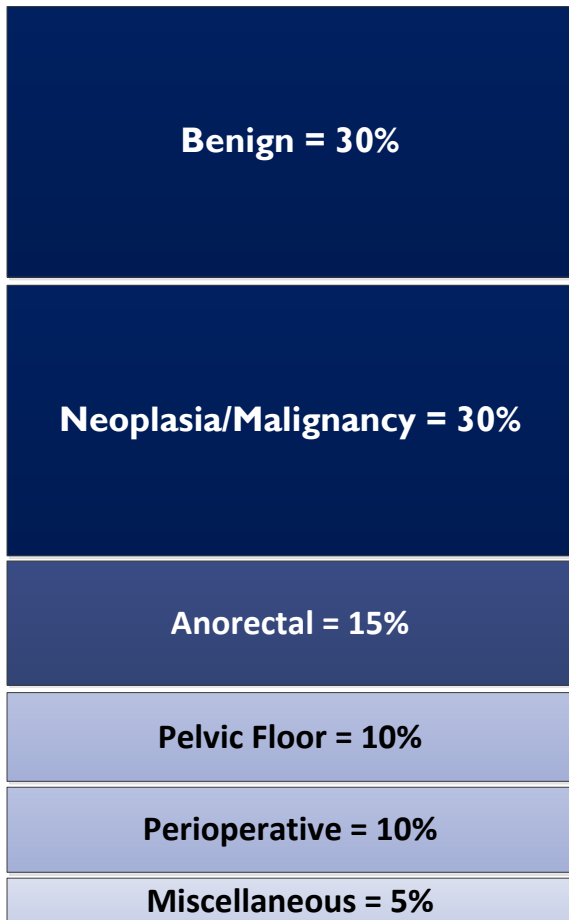 Benign = 30%
Neoplasia/Malignancy = 30%
Anorectal = 15%
Pelvic Floor = 10%
Perioperative = 10%
Miscellaneous = 5%